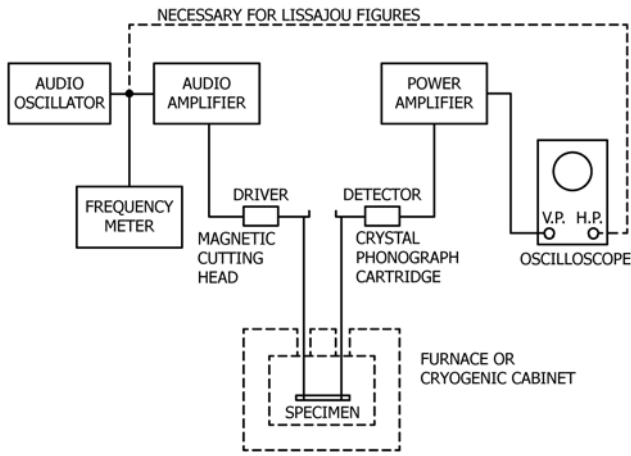 NECESSARY FOR LISSAJOU FIGURES
AUDIO
OSCILLATOR
AUDIO
AMPLIFIER
POWER
AMPLIFIER
FREQUENCY
METER
DRIVER
MAGNETIC
CUTTING
HEAD
DETECTOR
CRYSTAL
PHONOGRAPH
CARTRIDGE
V.P. H.P.
OSCILLOSCOPE
FURNACE OR
CRYOGENIC CABINET
SPECIMEN